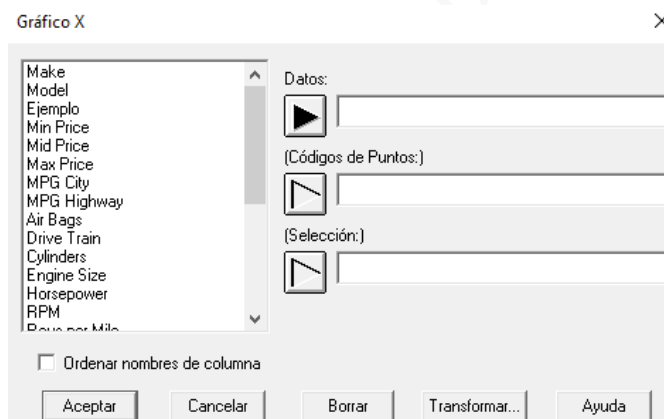 Gráfico X
Make
Model
Ejemplo
Min Price
Mid Price
Max Price
MPG City
MPG Highway
Air Bags
Drive Train
Cylinders
Engine Size
Horsepower
RPM
Datos:
(Códigos de Puntos:)
(Selección:)
Ordenar nombres de columna
Aceptar
Cancelar
Borrar
Transformar...
Ayuda